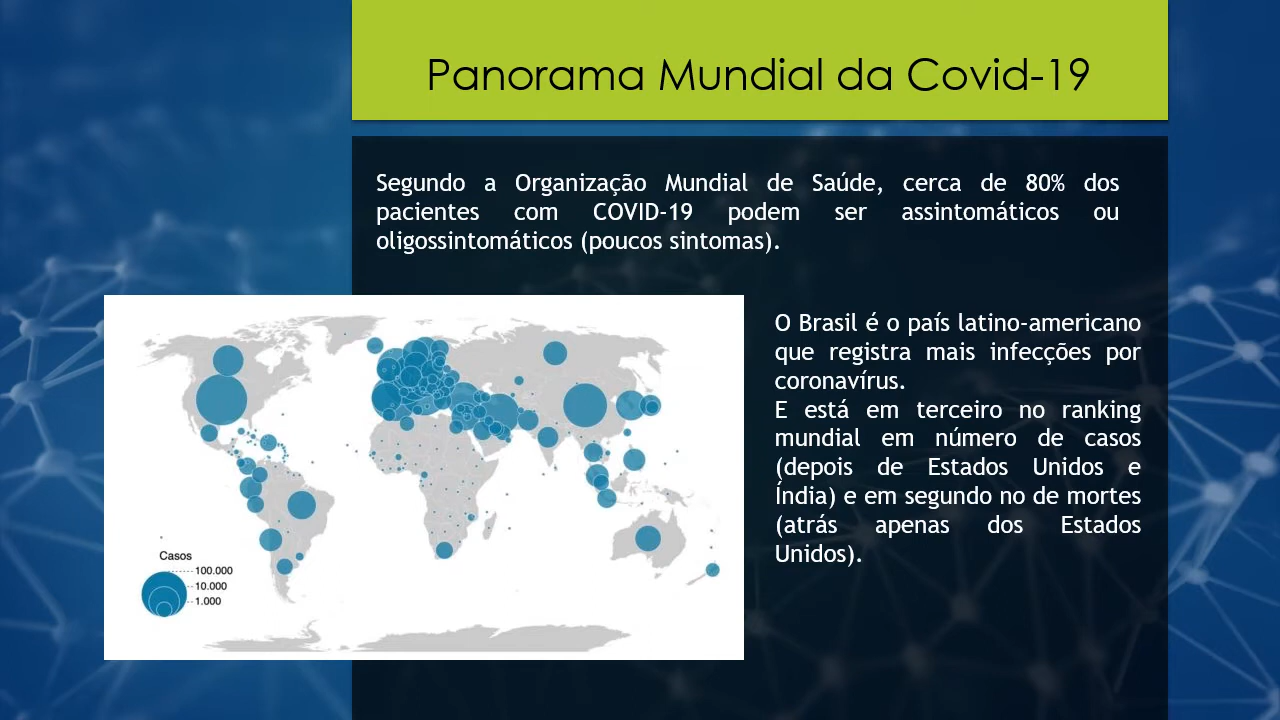 Panorama Mundial da Covid-19
Segundo a Organização Mundial de Saúde, cerca de 80% dos
pacientes com COVID-19 podem ser assintomáticos ou
oligossintomáticos (poucos sintomas).
O Brasil é o país latino-americano
que registra mais infecções por
coronavírus.
E está em terceiro no ranking
mundial em número de casos
(depois de Estados Unidos e
Índia) e em segundo no de mortes
(atrás apenas dos Estados
Unidos).
Casos
100.000
10.000
1.000